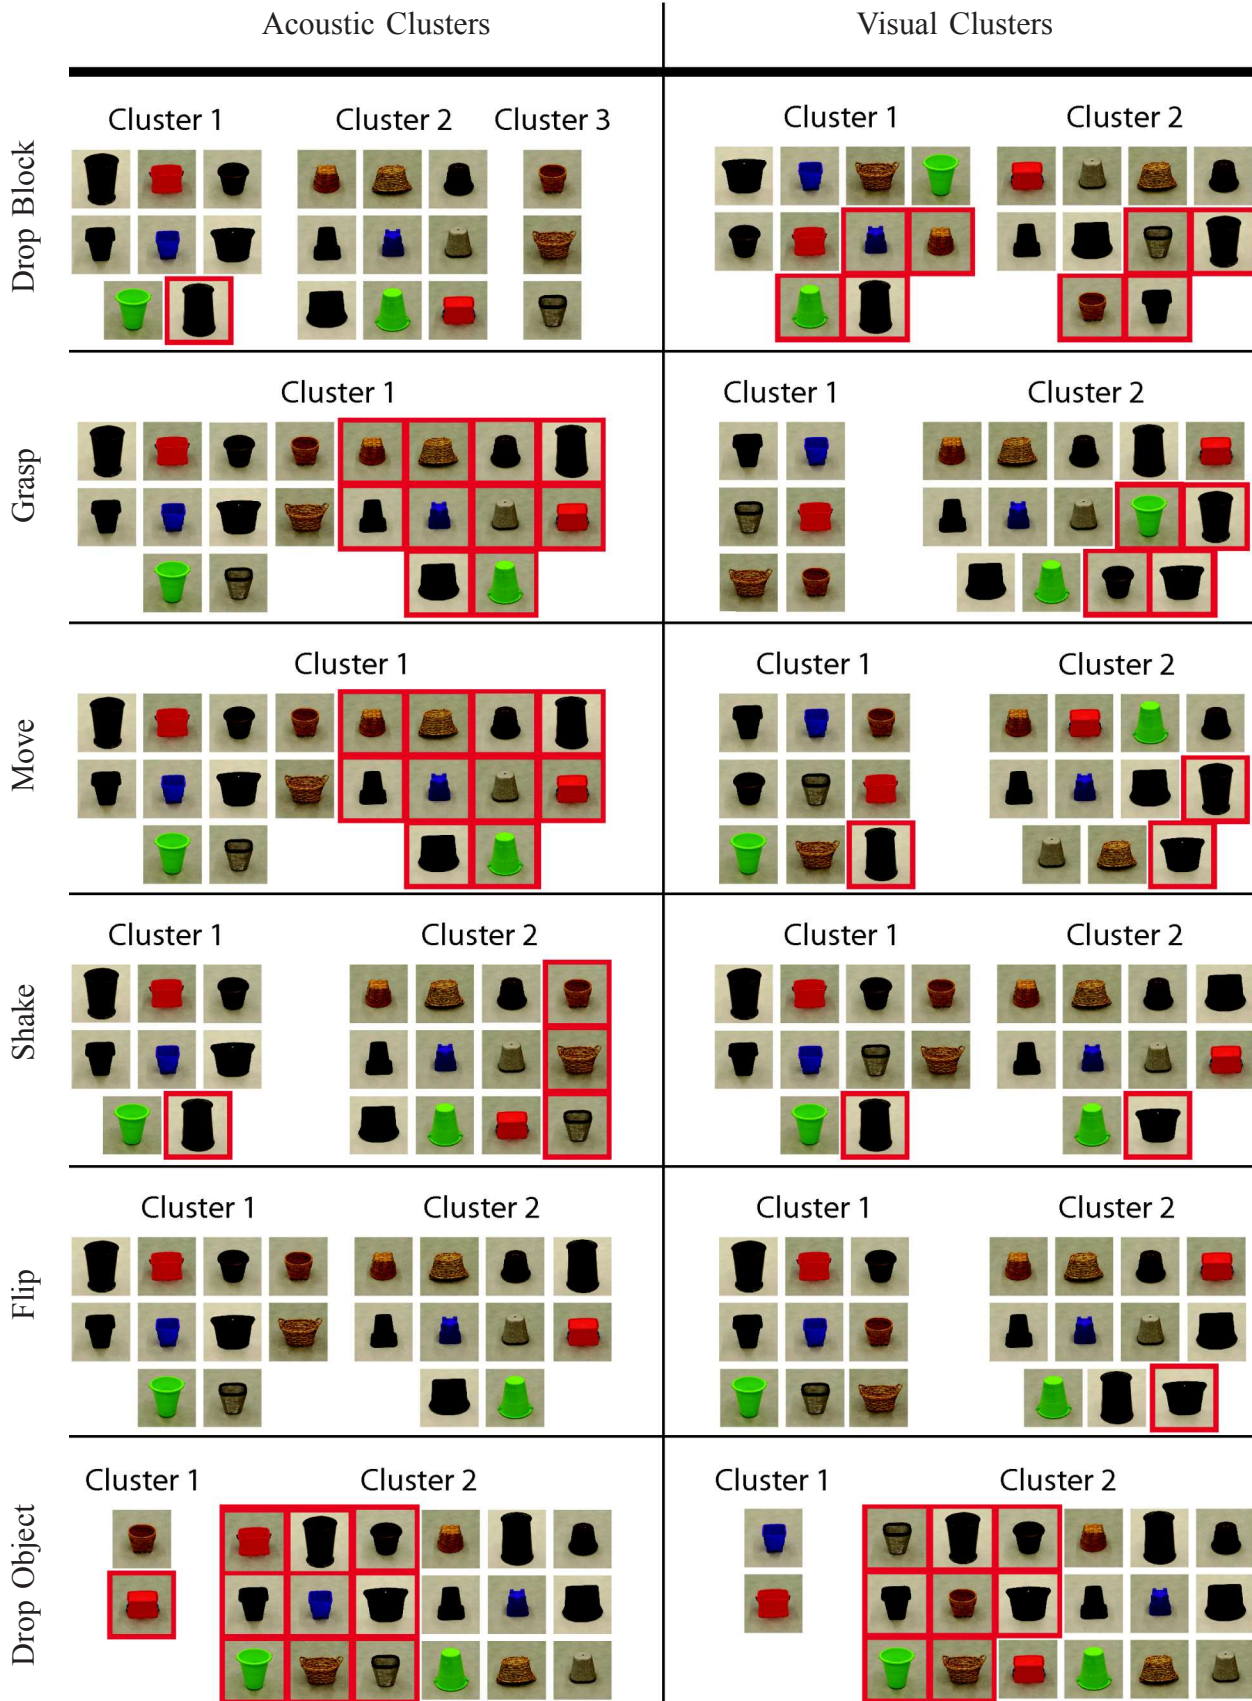 Acoustic Clusters
Visual Clusters
Drop Block
Cluster 1
Cluster 2
Cluster 3
Cluster 1
Cluster 2
Grasp
Cluster 1
Cluster 1
Cluster 2
Move
Cluster 1
Cluster 1
Cluster 2
Shake
Cluster 1
Cluster 2
Cluster 1
Cluster 2
Flip
Cluster 1
Cluster 2
Cluster 1
Cluster 2
Drop Object
Cluster 1
Cluster 2
Cluster 1
Cluster 2